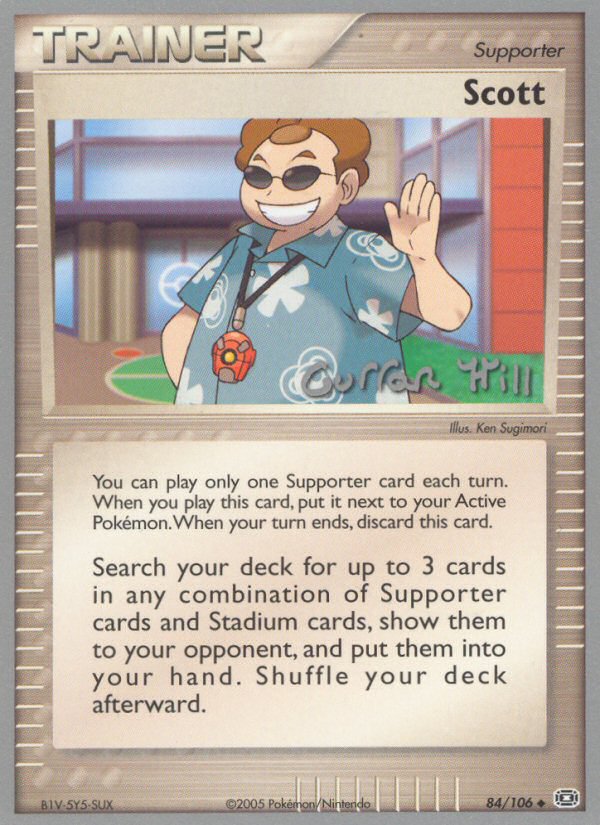 TRAINER
Supporter
Scott
Curran Hill
Illus. Ken Sugimori
You can play only one Supporter card each turn.
When you play this card, put it next to your Active
Pokémon. When your turn ends, discard this card.
Search your deck for up to 3 cards
in any combination of Supporter
cards and Stadium cards, show them
to your opponent, and put them into
your hand. Shuffle your deck
afterward.
B1V-5Y5-SUX
©2005 Pokémon/Nintendo
84/106 ◆